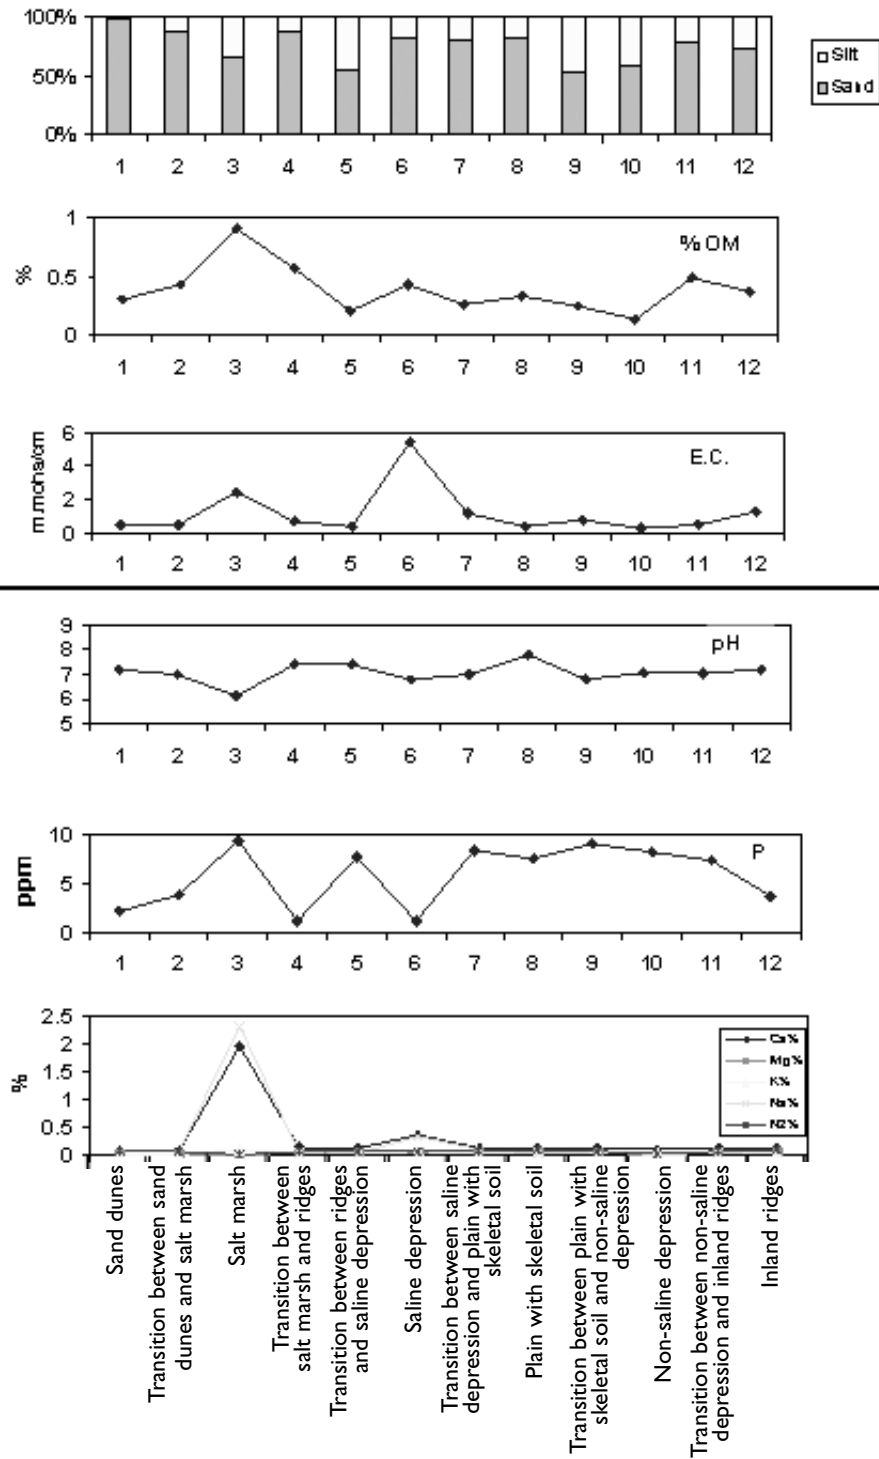 100%
50%
0%
Silt
Sand
1 2 3 4 5 6 7 8 9 10 11 12
1
0.5
0
%
% OM
1 2 3 4 5 6 7 8 9 10 11 12
6
4
2
0
m.mohs/cm
E.C.
1 2 3 4 5 6 7 8 9 10 11 12
9
8
7
6
5
pH
1 2 3 4 5 6 7 8 9 10 11 12
10
5
0
ppm
P
1 2 3 4 5 6 7 8 9 10 11 12
2.5
2
1.5
1
0.5
0
%
Ca%
Mg%
K%
Na%
N2%
Sand dunes
Transition between sand
dunes and salt marsh
Salt marsh
Transition between
salt marsh and ridges
Transition between ridges
and saline depression
Saline depression
Transition between saline
depression and plain with
skeletal soil
Plain with skeletal soil
Transition between plain with
skeletal soil and non-saline
depression
Non-saline depression
Transition between non-saline
depression and inland ridges
Inland ridges